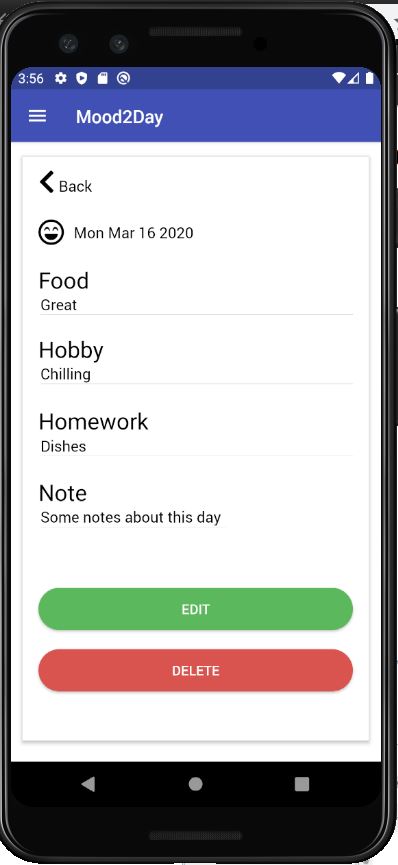 3:56
Mood2Day
Back
Mon Mar 16 2020
Food
Great
Hobby
Chilling
Homework
Dishes
Note
Some notes about this day
EDIT
DELETE